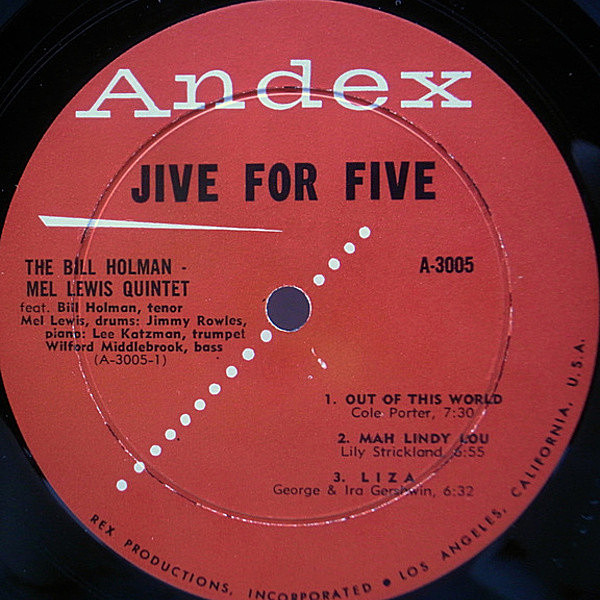 Andex
JIVE FOR FIVE
THE BILL HOLMAN -
MEL LEWIS QUINTET
feat. Bill Holman, tenor
Mel Lewis, drums: Jimmy Rowles,
piano: Lee Katzman, trumpet
Wilford Middlebrook, bass
(A-3005-1)
A-3005
1. OUT OF THIS WORLD
Cole Porter, 7:30
2. MAH LINDY LOU
Lily Strickland, 6:55
3. LIZA
George & Ira Gershwin, 6:32
REX PRODUCTIONS, INCORPORATED ● LOS ANGELES, CALIFORNIA, U.S.A.